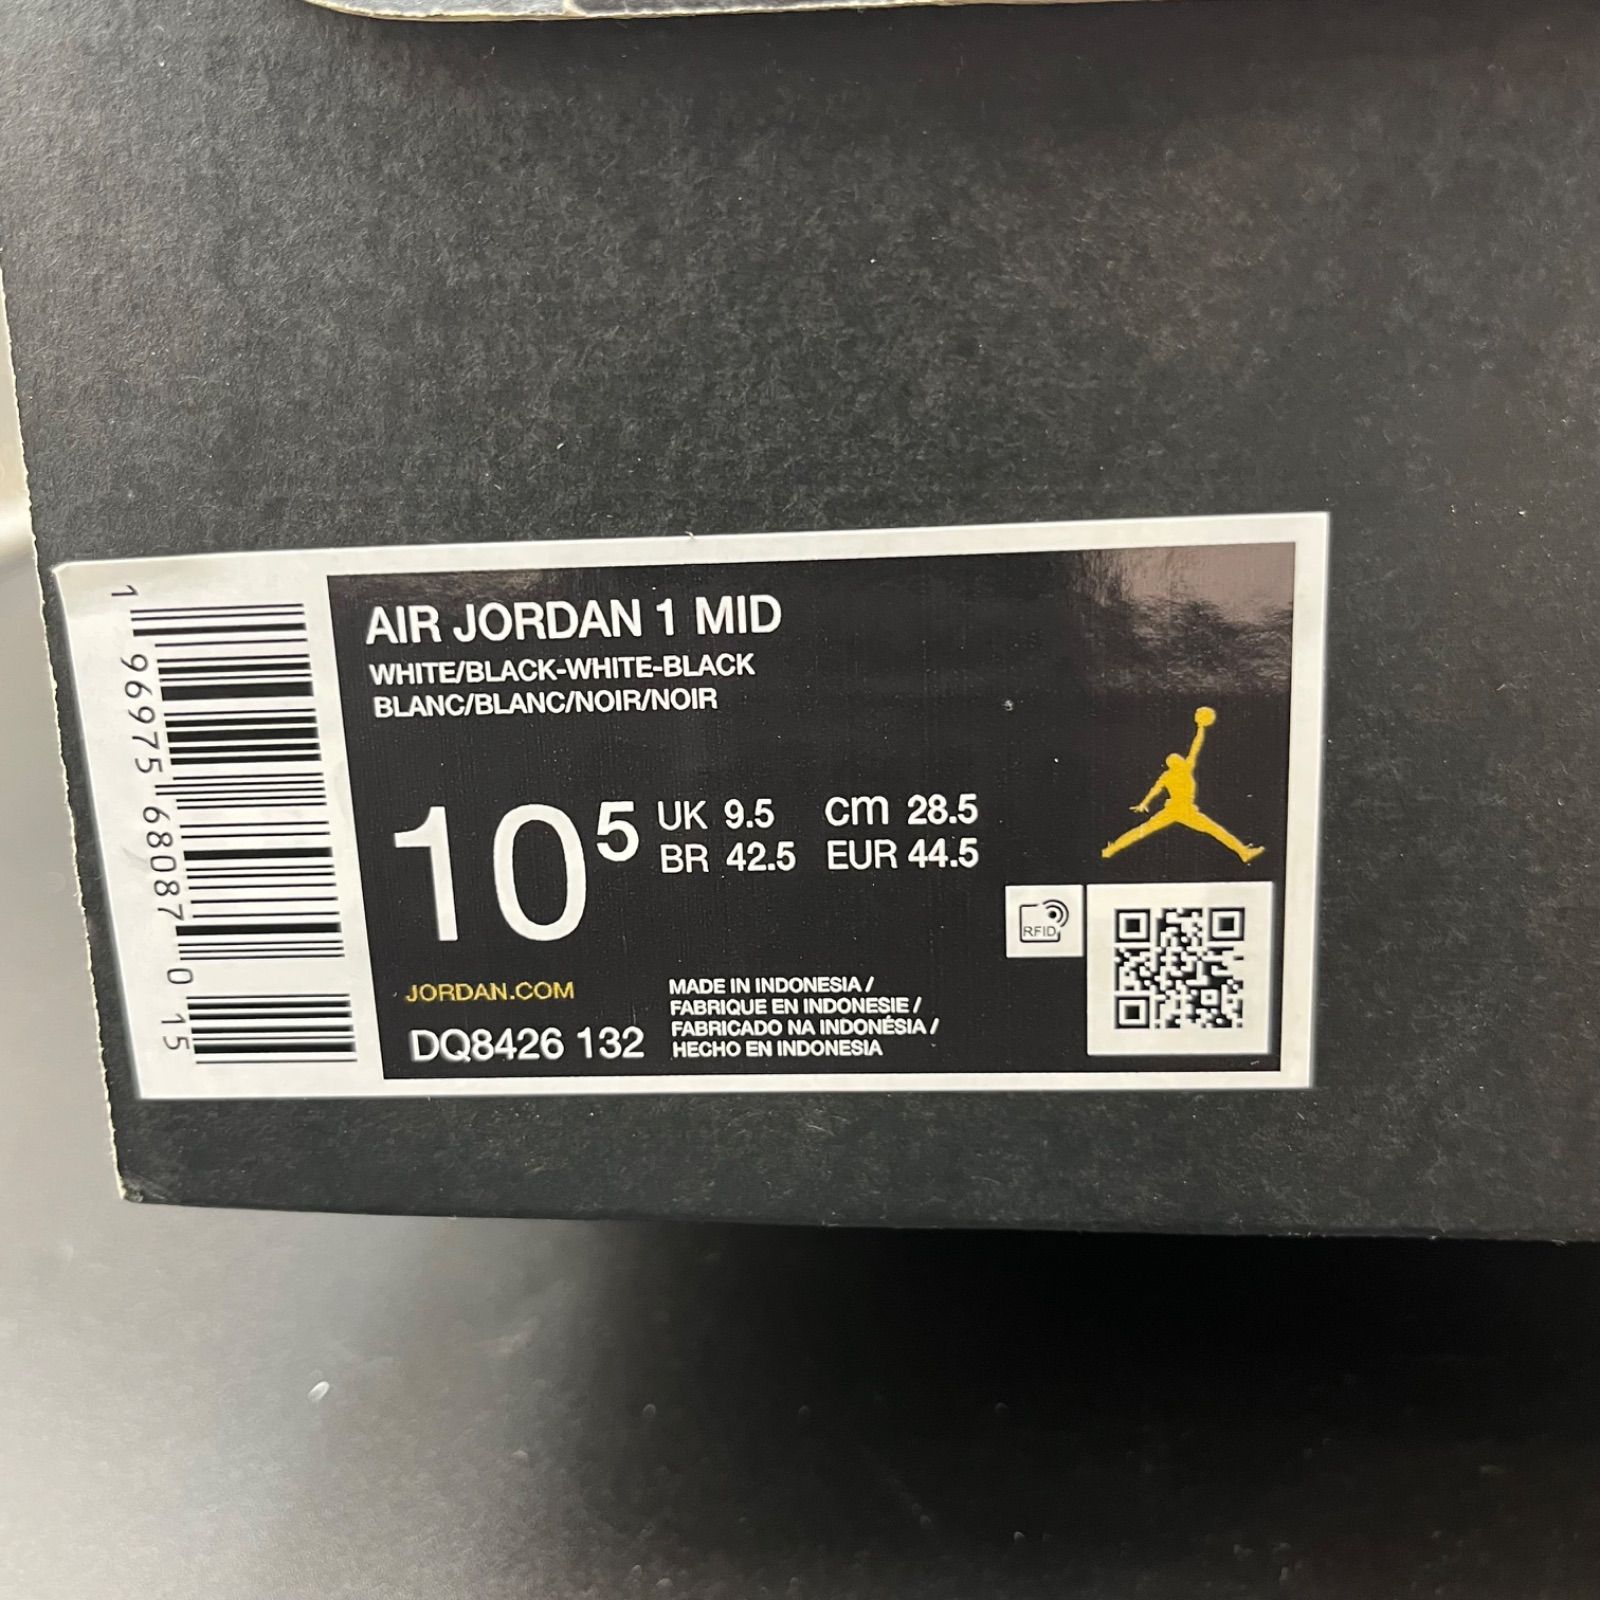 AIR JORDAN 1 MID
WHITE/BLACK-WHITE-BLACK
BLANC/BLANC/NOIR/NOIR
10 5
UK 9.5 cm 28.5
BR 42.5 EUR 44.5
RFID
JORDAN.COM
DQ8426 132
MADE IN INDONESIA /
FABRIQUE EN INDONESIE /
FABRICADO NA INDONÉSIA /
HECHO EN INDONESIA
1 96975 68087 0 15